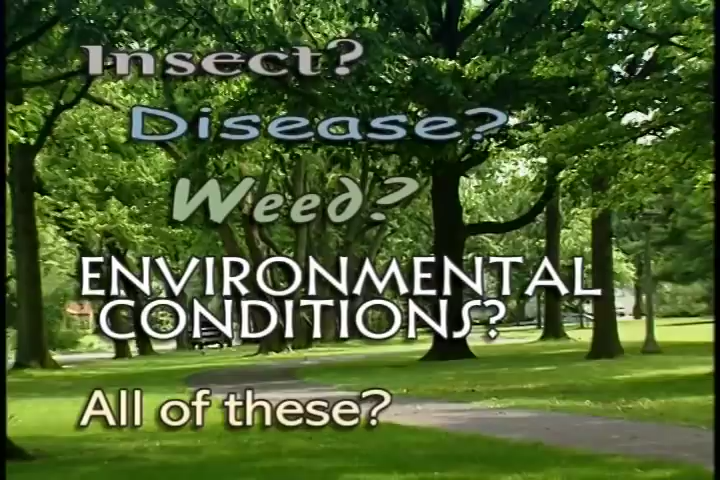 Insect?
Disease?
Weed?
ENVIRONMENTAL
CONDITIONS?
All of these?